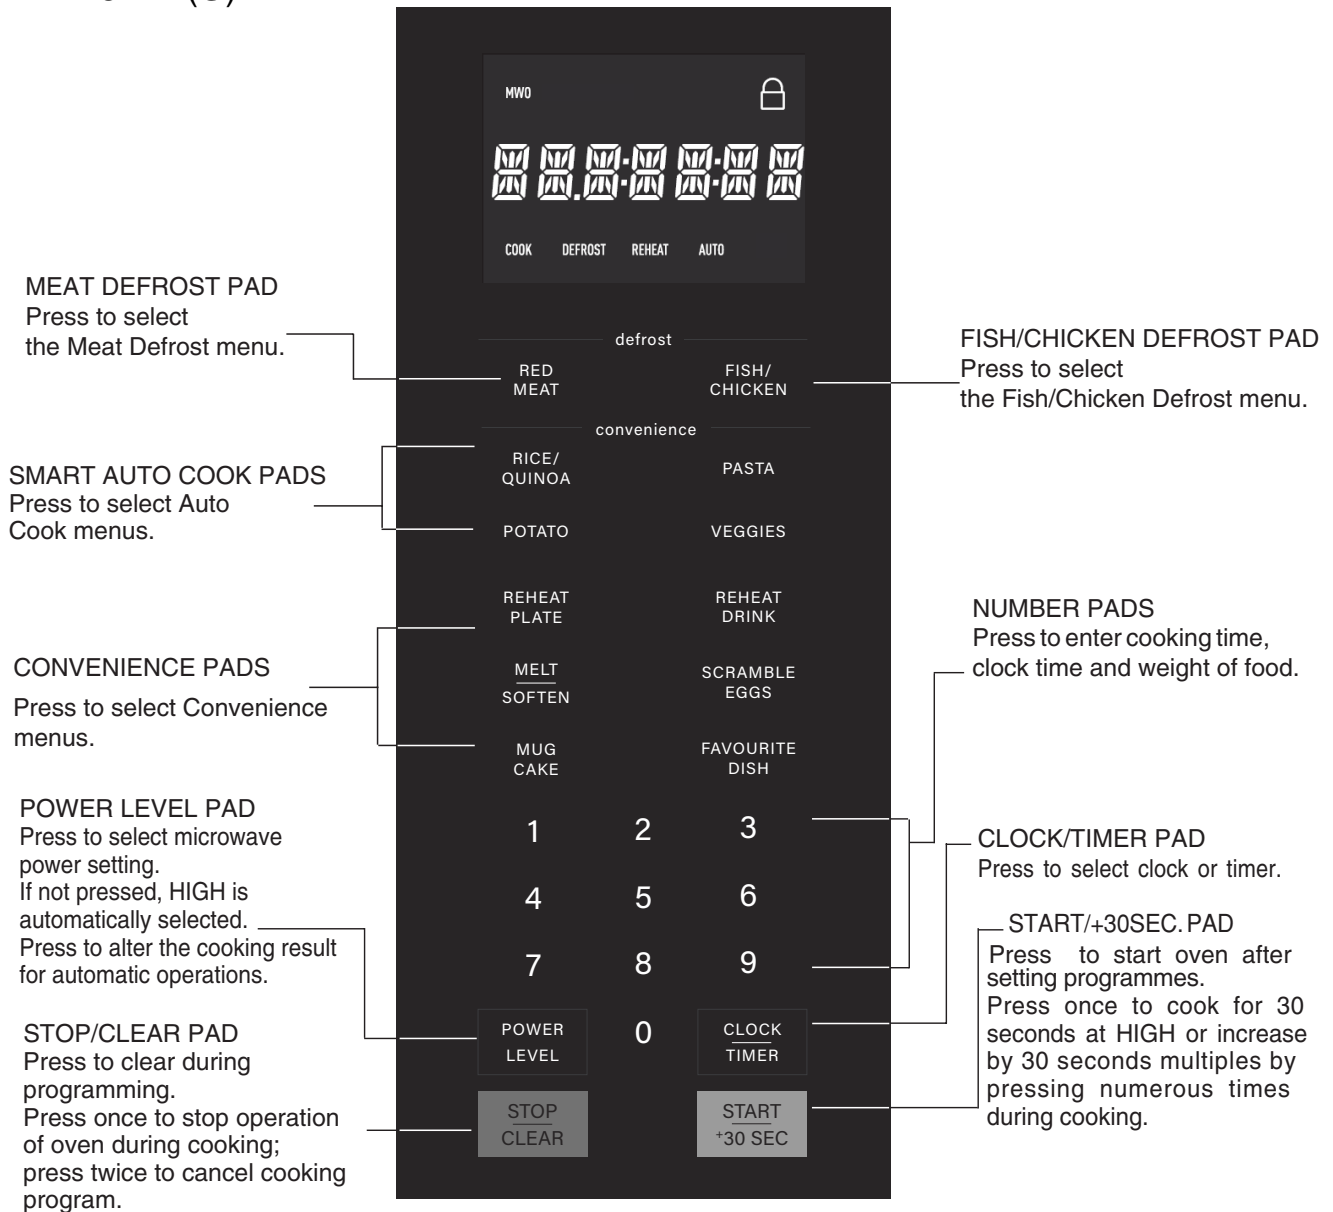 MWO
88.8:88:88
COOK DEFROST REHEAT AUTO
MEAT DEFROST PAD
Press to select
the Meat Defrost menu.
defrost
RED
MEAT
FISH/
CHICKEN
FISH/CHICKEN DEFROST PAD
Press to select
the Fish/Chicken Defrost menu.
convenience
SMART AUTO COOK PADS
Press to select Auto
Cook menus.
RICE/
QUINOA
PASTA
POTATO
VEGGIES
REHEAT
PLATE
REHEAT
DRINK
CONVENIENCE PADS
Press to select Convenience
menus.
MELT
SOFTEN
SCRAMBLE
EGGS
MUG
CAKE
FAVOURITE
DISH
NUMBER PADS
Press to enter cooking time,
clock time and weight of food.
1 2 3
4 5 6
7 8 9
POWER
LEVEL
0
CLOCK
TIMER
STOP
CLEAR
START
+30 SEC
POWER LEVEL PAD
Press to select microwave
power setting.
If not pressed, HIGH is
automatically selected.
Press to alter the cooking result
for automatic operations.
CLOCK/TIMER PAD
Press to select clock or timer.
STOP/CLEAR PAD
Press to clear during
programming.
Press once to stop operation
of oven during cooking;
press twice to cancel cooking
program.
START/+30SEC. PAD
Press to start oven after
setting programmes.
Press once to cook for 30
seconds at HIGH or increase
by 30 seconds multiples by
pressing numerous times
during cooking.